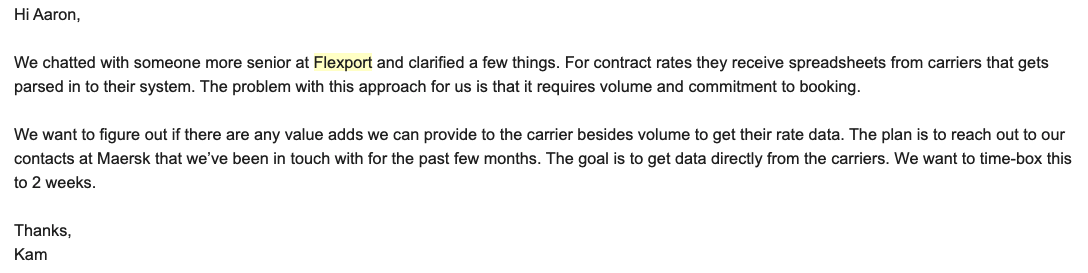 Hi Aaron,
We chatted with someone more senior at Flexport and clarified a few things. For contract rates they receive spreadsheets from carriers that gets
parsed in to their system. The problem with this approach for us is that it requires volume and commitment to booking.
We want to figure out if there are any value adds we can provide to the carrier besides volume to get their rate data. The plan is to reach out to our
contacts at Maersk that we’ve been in touch with for the past few months. The goal is to get data directly from the carriers. We want to time-box this
to 2 weeks.
Thanks,
Kam